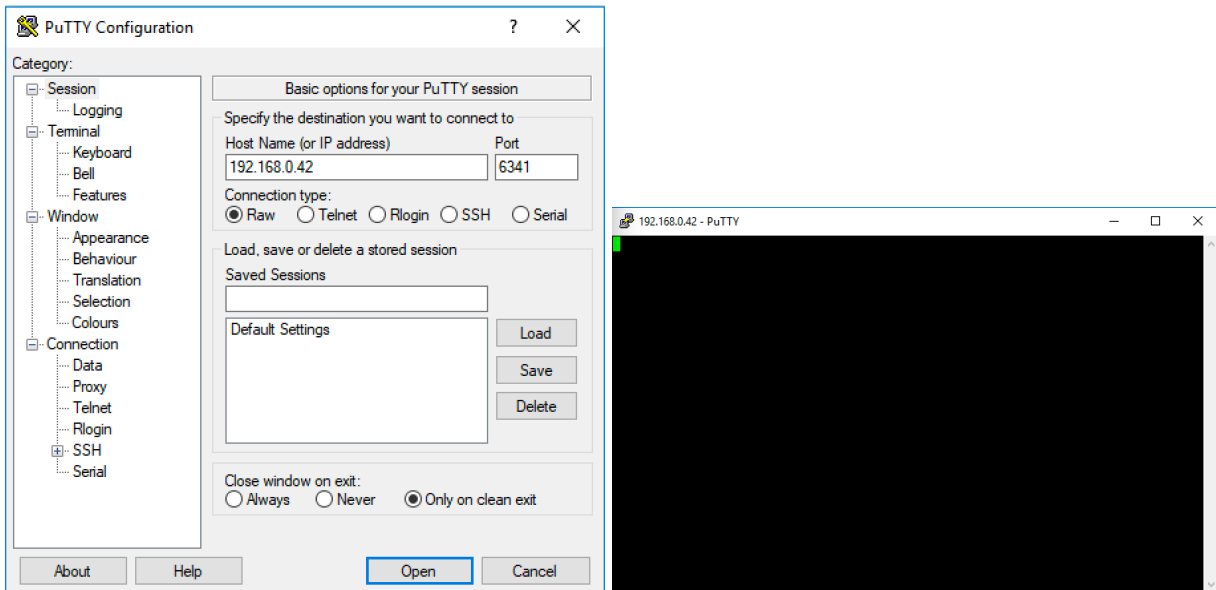 PuTTY Configuration
?
Category:
Session
Logging
Terminal
Keyboard
Bell
Features
Window
Appearance
Behaviour
Translation
Selection
Colours
Connection
Data
Proxy
Telnet
Rlogin
SSH
Serial
Basic options for your PuTTY session
Specify the destination you want to connect to
Host Name (or IP address) Port
192.168.0.42 6341
Connection type:
Raw Telnet Rlogin SSH Serial
Load, save or delete a stored session
Saved Sessions
Default Settings
Load
Save
Delete
Close window on exit:
Always Never Only on clean exit
About Help Open Cancel
192.168.0.42 - PuTTY